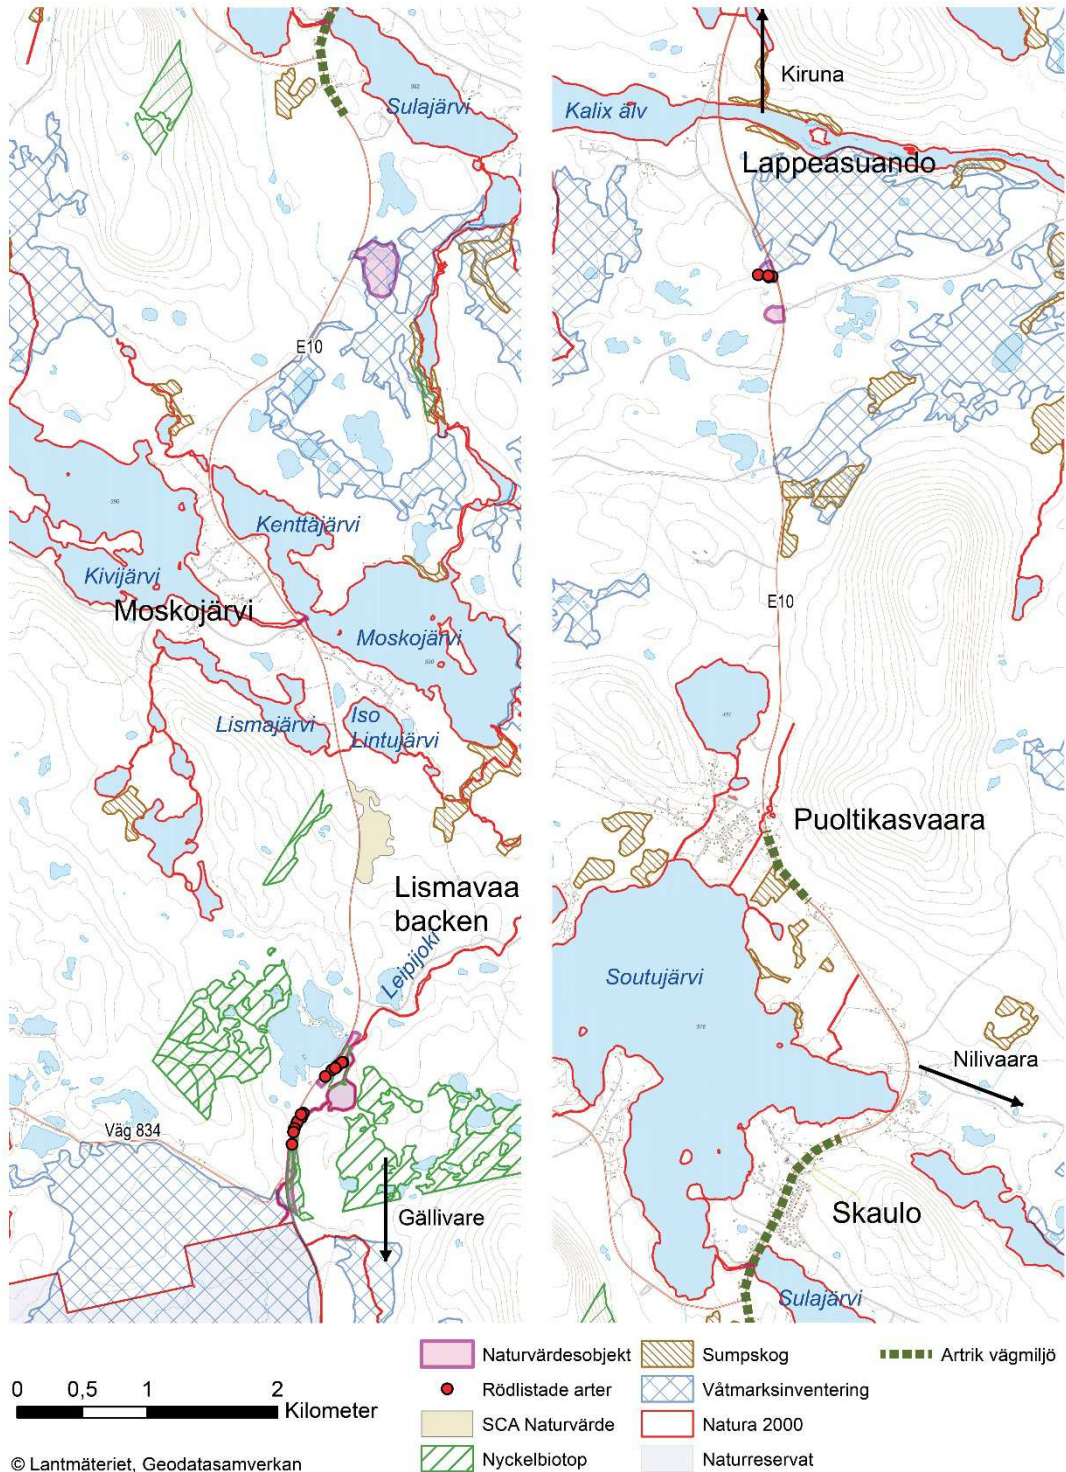 Sulajärvi
E10
Kenttäjärvi
Kivijärvi
Moskojärvi
Moskojärvi
Lismajärvi
Iso
Lintujärvi
Lismavaa
backen
Leipijoki
Väg 834
Gällivare
Kiruna
Kalix älv
Lappeasuando
E10
Puoltikasvaara
Soutujärvi
Nilivaara
Skaulo
Sulajärvi
0 0,5 1 2
Kilometer
© Lantmäteriet, Geodatasamverkan
Naturvärdesobjekt
Rödlistade arter
SCA Naturvärde
Nyckelbiotop
Sumpskog
Våtmarksinventering
Natura 2000
Naturreservat
Artrik vägmiljö